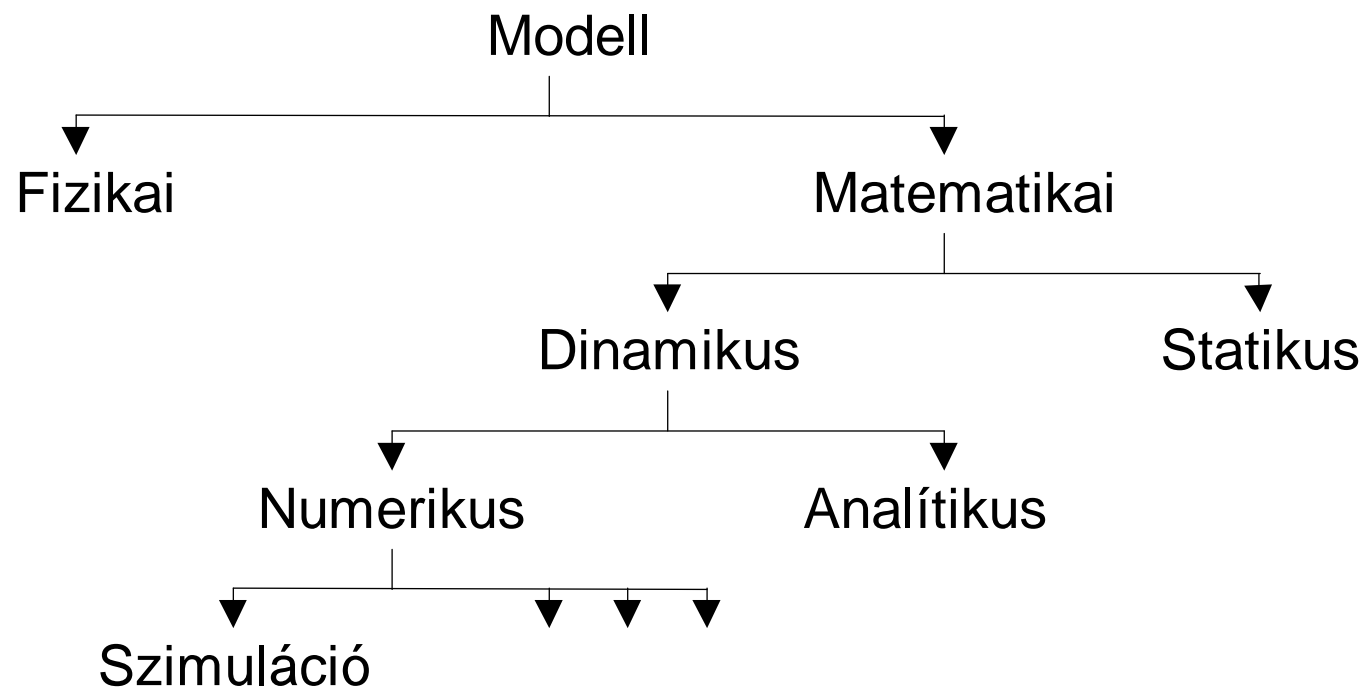 Modell
Fizikai Matematikai
Dinamikus Statikus
Numerikus Analítikus
Szimuláció